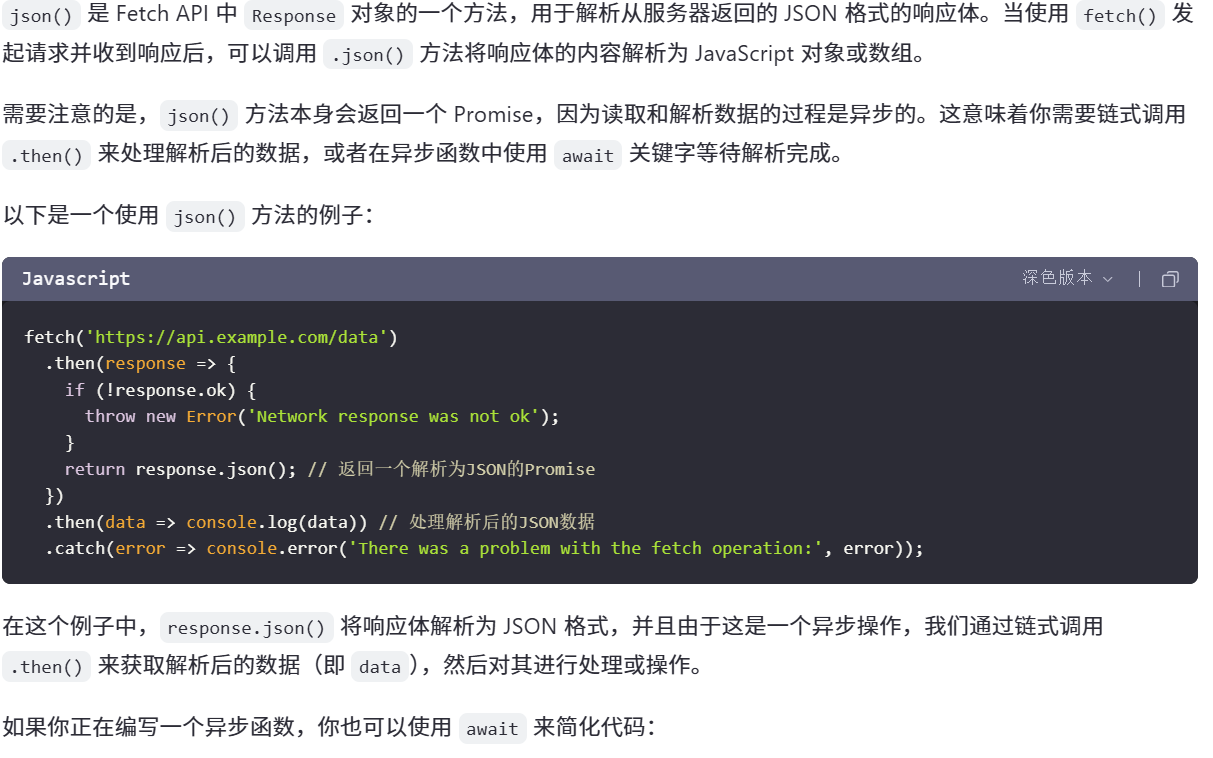 json() 是 Fetch API 中 Response 对象的一个方法，用于解析从服务器返回的 JSON 格式的响应体。当使用 fetch() 发
起请求并收到响应后，可以调用 .json() 方法将响应体的内容解析为 JavaScript 对象或数组。
需要注意的是， json() 方法本身会返回一个 Promise，因为读取和解析数据的过程是异步的。这意味着你需要链式调用
.then() 来处理解析后的数据，或者在异步函数中使用 await 关键字等待解析完成。
以下是一个使用 json() 方法的例子：
Javascript 深色版本
fetch('https://api.example.com/data')
  .then(response => {
    if (!response.ok) {
      throw new Error('Network response was not ok');
    }
    return response.json(); // 返回一个解析为JSON的Promise
  })
  .then(data => console.log(data)) // 处理解析后的JSON数据
  .catch(error => console.error('There was a problem with the fetch operation:', error));
在这个例子中， response.json() 将响应体解析为 JSON 格式，并且由于这是一个异步操作，我们通过链式调用
.then() 来获取解析后的数据（即 data ），然后对其进行处理或操作。
如果你正在编写一个异步函数，你也可以使用 await 来简化代码：